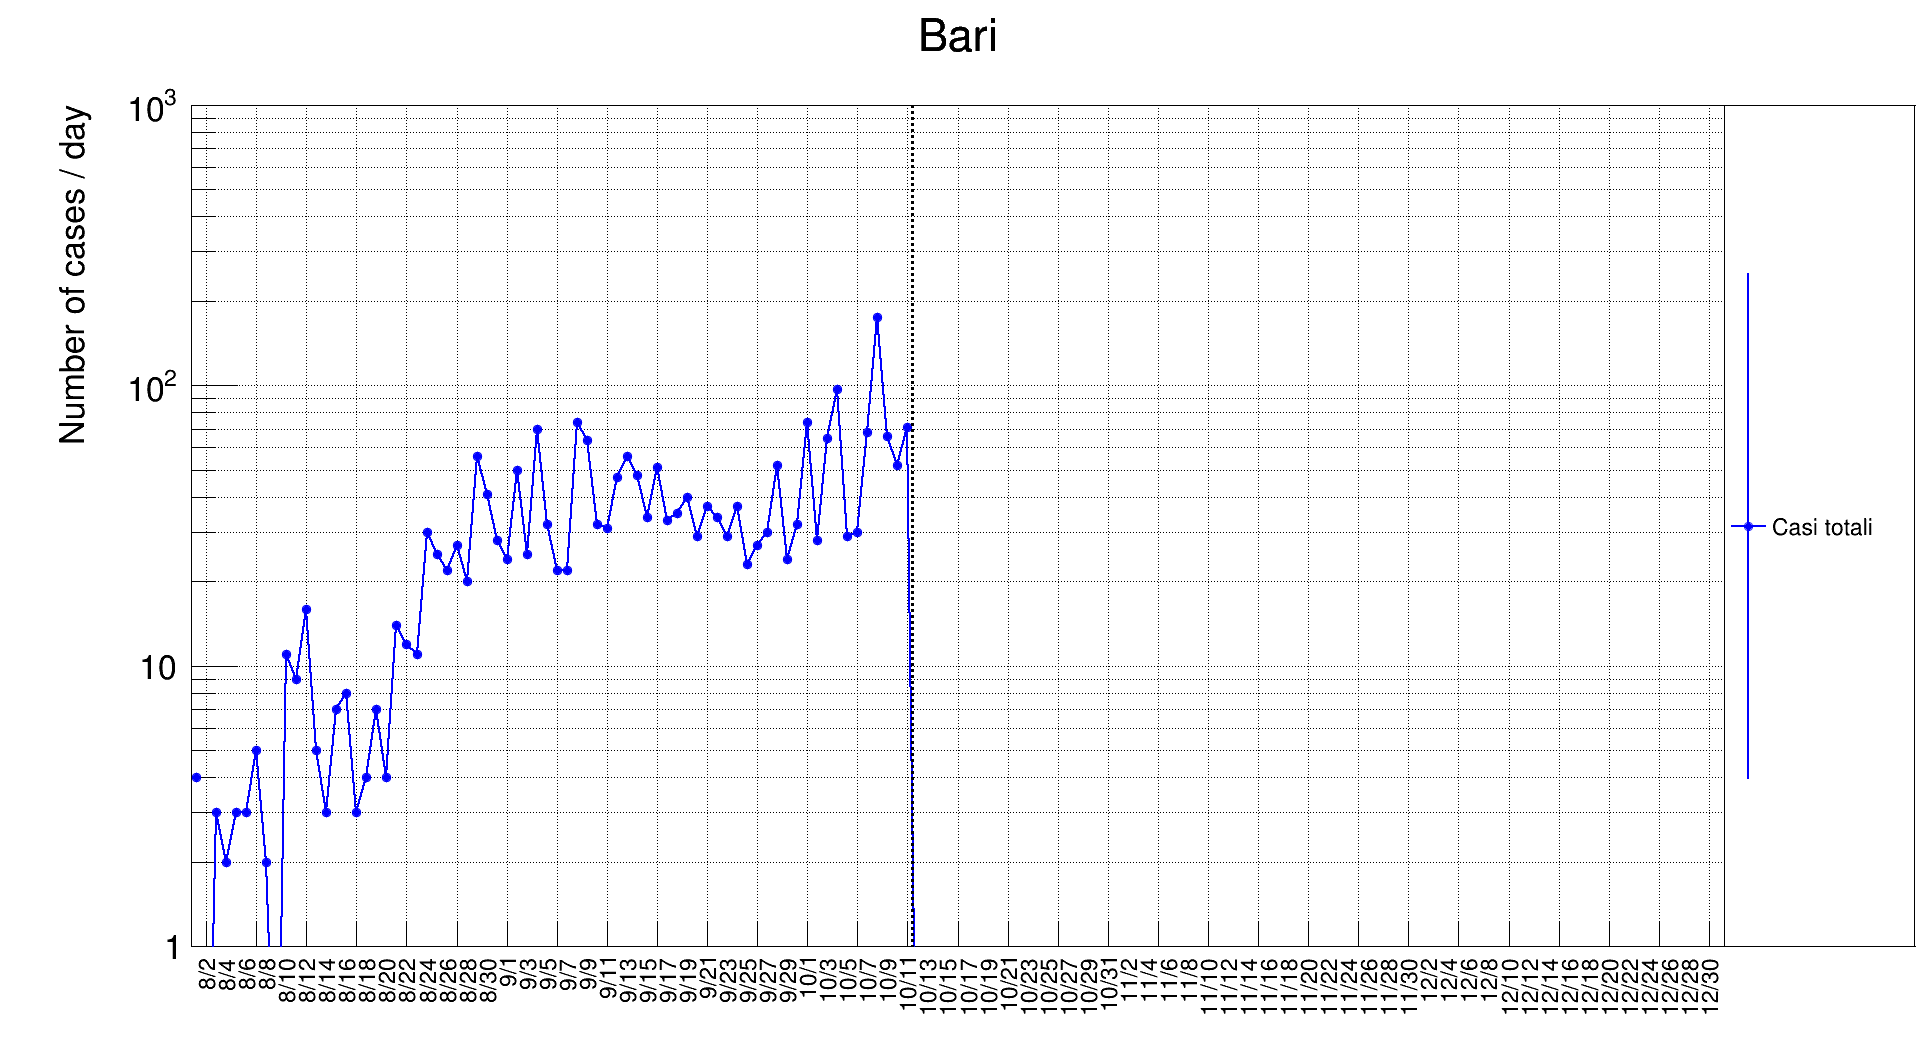 Bari
Number of cases / day
10³
10²
10
1
8/2 8/4 8/6 8/8 8/10 8/12 8/14 8/16 8/18 8/20 8/22 8/24 8/26 8/28 8/30 9/1 9/3 9/5 9/7 9/9 9/11 9/13 9/15 9/17 9/19 9/21 9/23 9/25 9/27 9/29 10/1 10/3 10/5 10/7 10/9 10/11 10/13 10/15 10/17 10/19 10/21 10/23 10/25 10/27 10/29 10/31 11/2 11/4 11/6 11/8 11/10 11/12 11/14 11/16 11/18 11/20 11/22 11/24 11/26 11/28 11/30 12/2 12/4 12/6 12/8 12/10 12/12 12/14 12/16 12/18 12/20 12/22 12/24 12/26 12/28 12/30
Casi totali